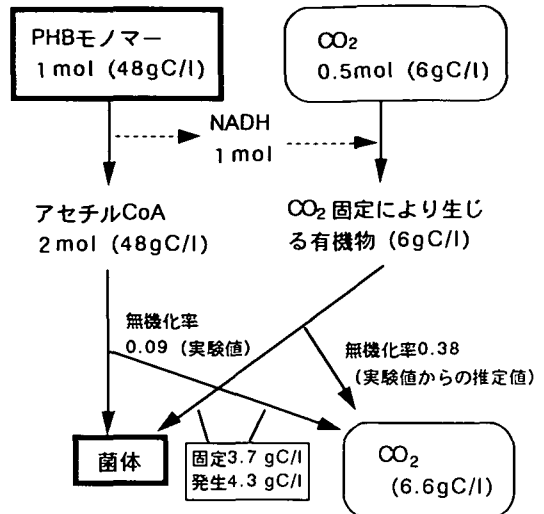 PHBモノマー
1mol (48gC/l)
CO₂
0.5mol (6gC/l)
NADH
1mol
アセチルCoA
2mol (48gC/l)
CO₂固定により生じ
る有機物 (6gC/l)
無機化率
0.09 (実験値)
無機化率0.38
(実験値からの推定値)
菌体
固定3.7 gC/l
発生4.3 gC/l
CO₂
(6.6gC/l)